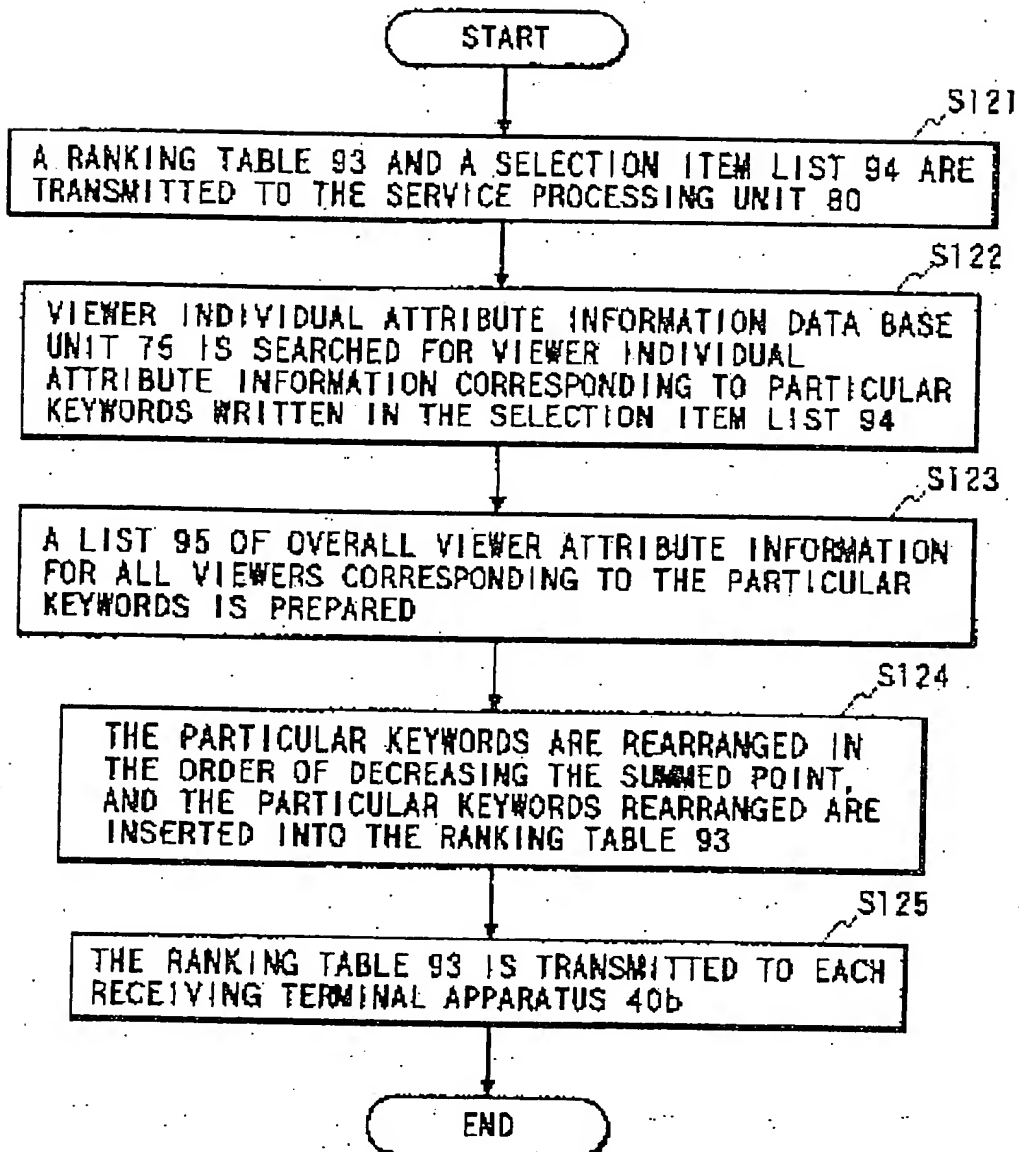 START
S121
A RANKING TABLE 93 AND A SELECTION ITEM LIST 94 ARE
TRANSMITTED TO THE SERVICE PROCESSING UNIT 80
S122
VIEWER INDIVIDUAL ATTRIBUTE INFORMATION DATA BASE
UNIT 75 IS SEARCHED FOR VIEWER INDIVIDUAL
ATTRIBUTE INFORMATION CORRESPONDING TO PARTICULAR
KEYWORDS WRITTEN IN THE SELECTION ITEM LIST 94
S123
A LIST 95 OF OVERALL VIEWER ATTRIBUTE INFORMATION
FOR ALL VIEWERS CORRESPONDING TO THE PARTICULAR
KEYWORDS IS PREPARED
S124
THE PARTICULAR KEYWORDS ARE REARRANGED IN
THE ORDER OF DECREASING THE SUMMED POINT,
AND THE PARTICULAR KEYWORDS REARRANGED ARE
INSERTED INTO THE RANKING TABLE 93
S125
THE RANKING TABLE 93 IS TRANSMITTED TO EACH
RECEIVING TERMINAL APPARATUS 40b
END